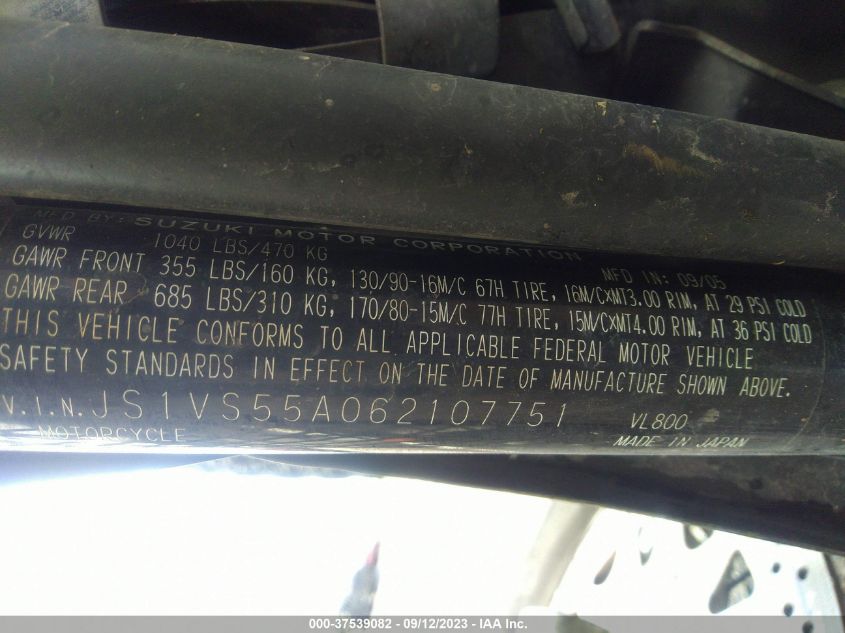 MFD BY: SUZUKI MOTOR CORPORATION
MFD IN: 09/05
GVWR 1040 LBS/470 KG
GAWR FRONT 355 LBS/160 KG, 130/90-16M/C 67H TIRE, 16M/CXMT3.00 RIM, AT 29 PSI COLD
GAWR REAR 685 LBS/310 KG, 170/80-15M/C 77H TIRE, 15M/CXMT4.00 RIM, AT 36 PSI COLD
THIS VEHICLE CONFORMS TO ALL APPLICABLE FEDERAL MOTOR VEHICLE
SAFETY STANDARDS IN EFFECT ON THE DATE OF MANUFACTURE SHOWN ABOVE.
V.I.N. JS1VS55A062107751 VL800
MOTORCYCLE MADE IN JAPAN
000-37539082 - 09/12/2023 - IAA Inc.